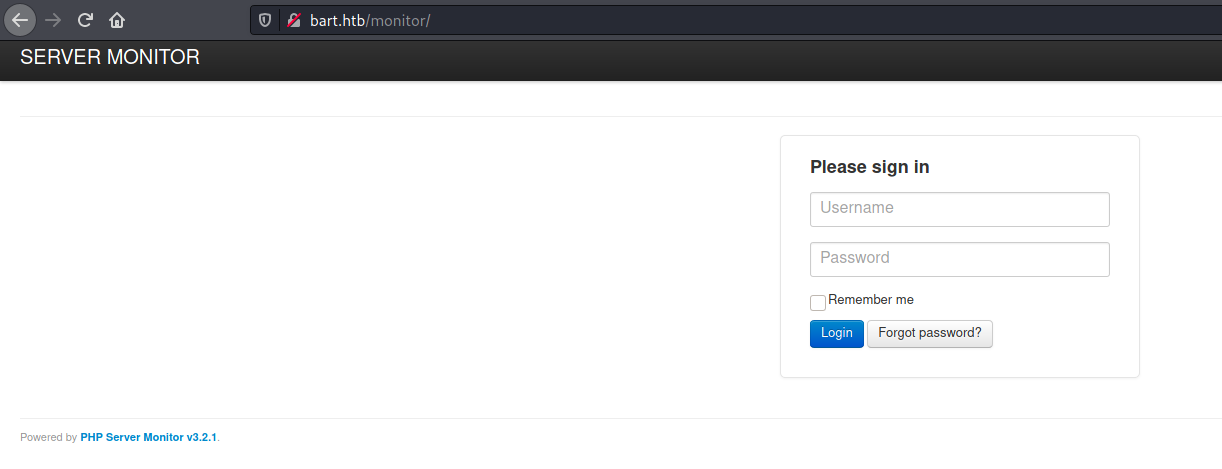 bart.htb/monitor/
SERVER MONITOR
Please sign in
Username
Password
Remember me
Login Forgot password?
Powered by PHP Server Monitor v3.2.1.